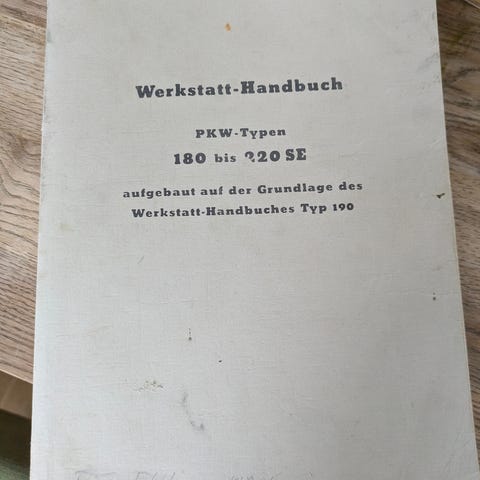 Werkstatt-Handbuch
PKW-Typen
180 bis 220 SE
aufgebaut auf der Grundlage des
Werkstatt-Handbuches Typ 190